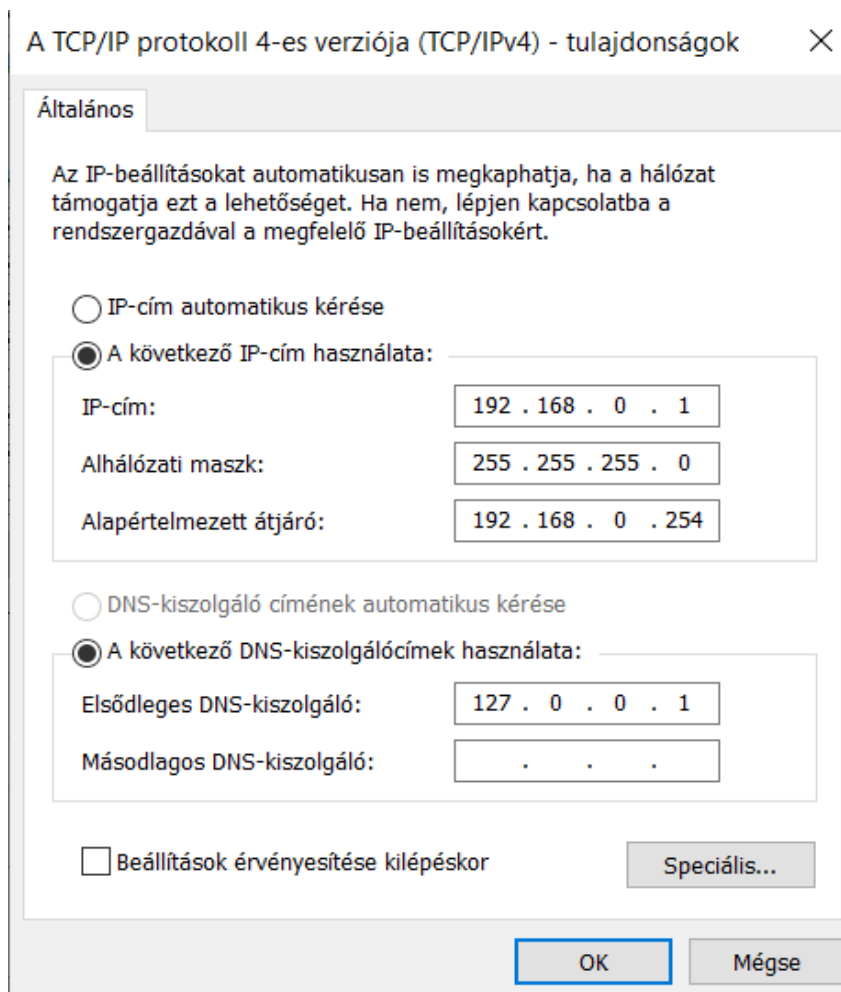 A TCP/IP protokoll 4-es verziója (TCP/IPv4) - tulajdonságok
Általános
Az IP-beállításokat automatikusan is megkaphatja, ha a hálózat
támogatja ezt a lehetőséget. Ha nem, lépjen kapcsolatba a
rendszergazdával a megfelelő IP-beállításokért.
IP-cím automatikus kérése
A következő IP-cím használata:
IP-cím: 192 . 168 . 0 . 1
Alhálózati maszk: 255 . 255 . 255 . 0
Alapértelmezett átjáró: 192 . 168 . 0 . 254
DNS-kiszolgáló címének automatikus kérése
A következő DNS-kiszolgálócímek használata:
Elsődleges DNS-kiszolgáló: 127 . 0 . 0 . 1
Másodlagos DNS-kiszolgáló: . . .
Beállítások érvényesítése kilépéskor Speciális...
OK Mégse